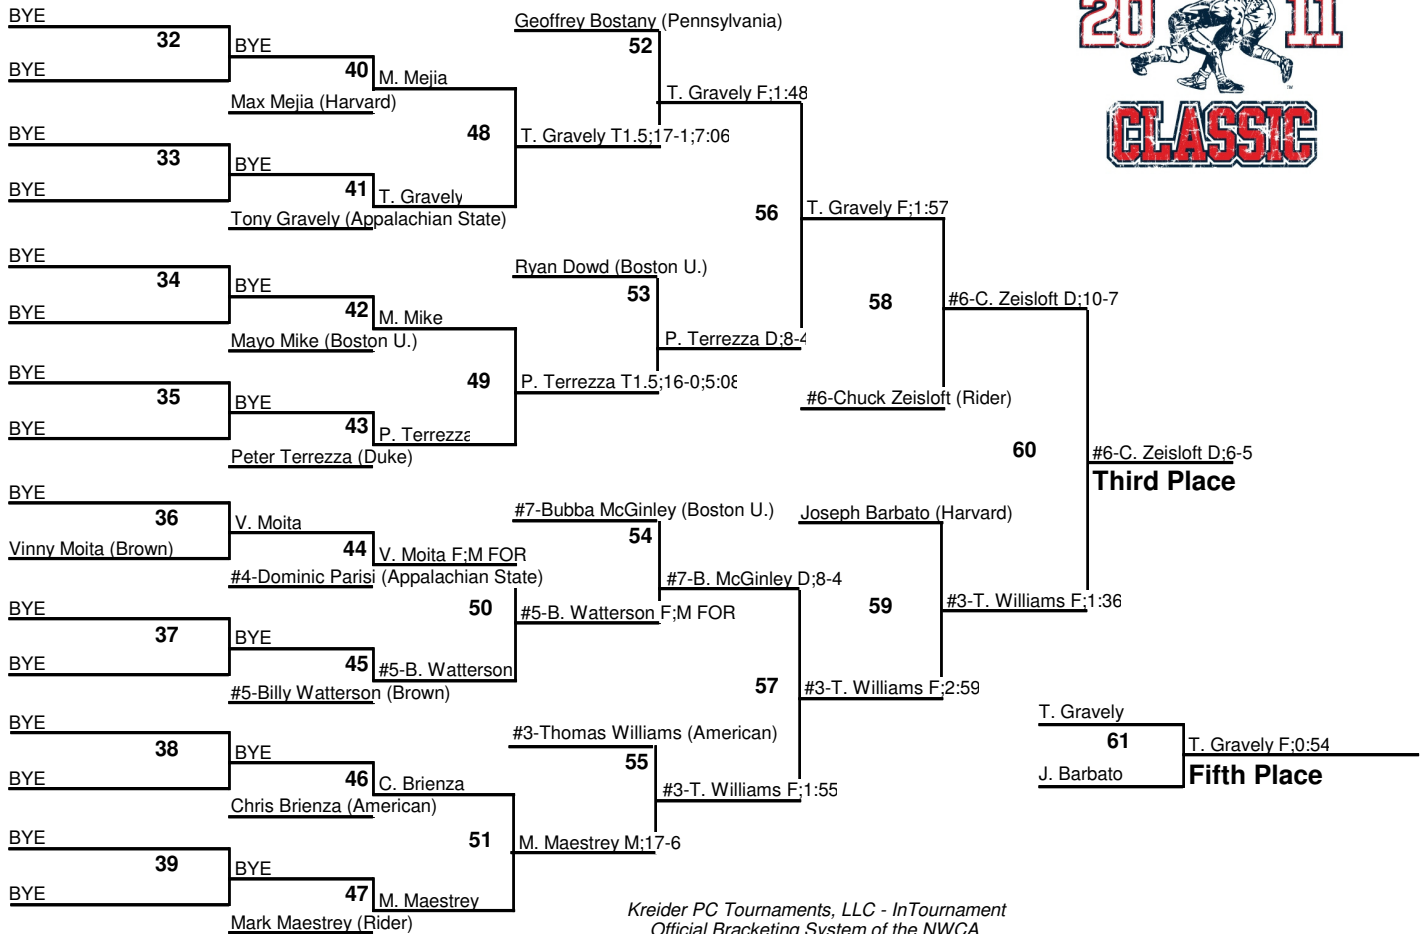 BYE
32
BYE
BYE
40
M. Mejia
Max Mejia (Harvard)
BYE
33
BYE
BYE
41
T. Gravely
Tony Gravely (Appalachian State)
48
T. Gravely T1.5;17-1;7:06
Geoffrey Bostany (Pennsylvania)
52
T. Gravely F;1:48
BYE
34
BYE
BYE
42
M. Mike
Mayo Mike (Boston U.)
BYE
35
BYE
BYE
43
P. Terrezza
Peter Terrezza (Duke)
49
P. Terrezza T1.5;16-0;5:08
Ryan Dowd (Boston U.)
53
P. Terrezza D;8-4
56
T. Gravely F;1:57
58
#6-C. Zeisloft D;10-7
#6-Chuck Zeisloft (Rider)
60
#6-C. Zeisloft D;6-5
Third Place
BYE
36
Vinny Moita (Brown)
V. Moita
44
V. Moita F;M FOR
#4-Dominic Parisi (Appalachian State)
BYE
37
BYE
BYE
45
#5-B. Watterson
#5-Billy Watterson (Brown)
50
#5-B. Watterson F;M FOR
#7-Bubba McGinley (Boston U.)
54
#7-B. McGinley D;8-4
BYE
38
BYE
BYE
46
C. Brienza
Chris Brienza (American)
BYE
39
BYE
BYE
47
M. Maestrey
Mark Maestrey (Rider)
51
M. Maestrey M;17-6
#3-Thomas Williams (American)
55
#3-T. Williams F;1:55
57
#3-T. Williams F;2:59
Joseph Barbato (Harvard)
59
#3-T. Williams F;1:36
T. Gravely
61
J. Barbato
T. Gravely F;0:54
Fifth Place
20 11
CLASSIC
Kreider PC Tournaments, LLC - InTournament
Official Bracketing System of the NWCA